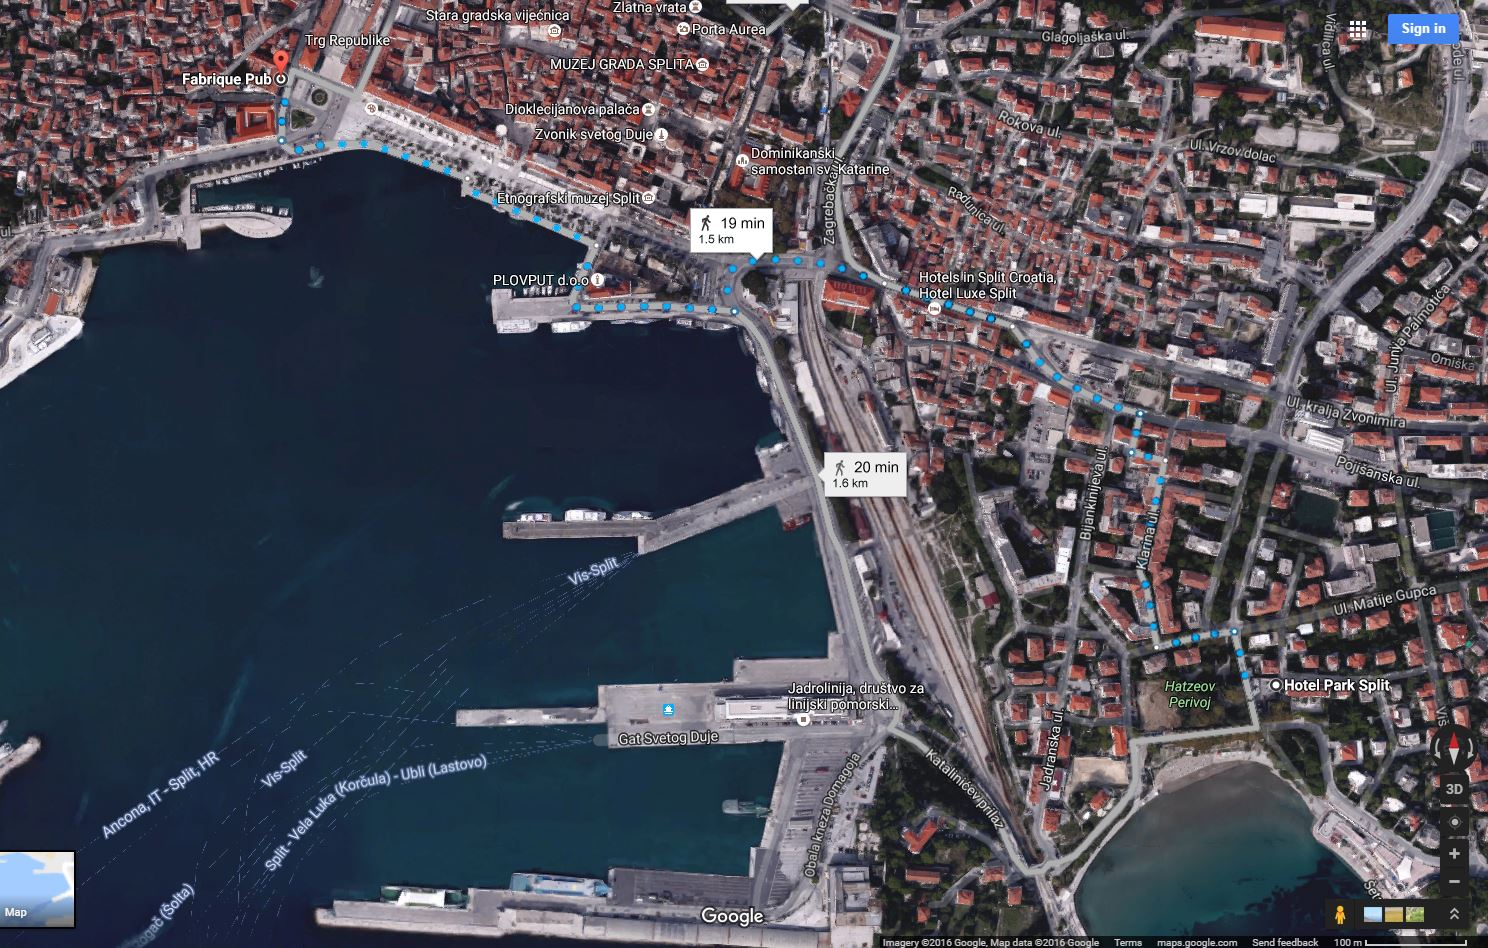 Zlatna vrata
Stara gradska vijećnica
Porta Aurea
Trg Republike
Fabrique Pub
MUZEJ GRADA SPLITA
Glagoljaška ul.
Sign in
Dioklecijanova palača
Zvonik svetog Duje
Rokova ul.
Ul. Vrzov dolac
Dominikanski
samostan sv. Katarine
Etnografski muzej Split
Zagrebačka
Radunica ul.
19 min
1.5 km
PLOVPUT d.o.o
Hotels in Split Croatia,
Hotel Luxe Split
Ul. Junija Palmotića
Omiška
Ul. kralja Zvonimira
Pojišanska ul.
20 min
1.6 km
Bijankinijeva ul.
Klarina ul.
Vis-Split
Ul. Matije Gupca
Hatzeov
Perivoj
Hotel Park Split
Jadrolinija, društvo za
linijski pomorski...
Gat Svetog Duje
Jadranska ul.
Katalinićev prilaz
Obala kneza Domagoja
Ancona, IT - Split, HR
Vis-Split
Split - Vela Luka (Korčula) - Ubli (Lastovo)
3D
Map
Google
Imagery ©2016 Google, Map data ©2016 Google
Terms
maps.google.com
Send feedback
100 m